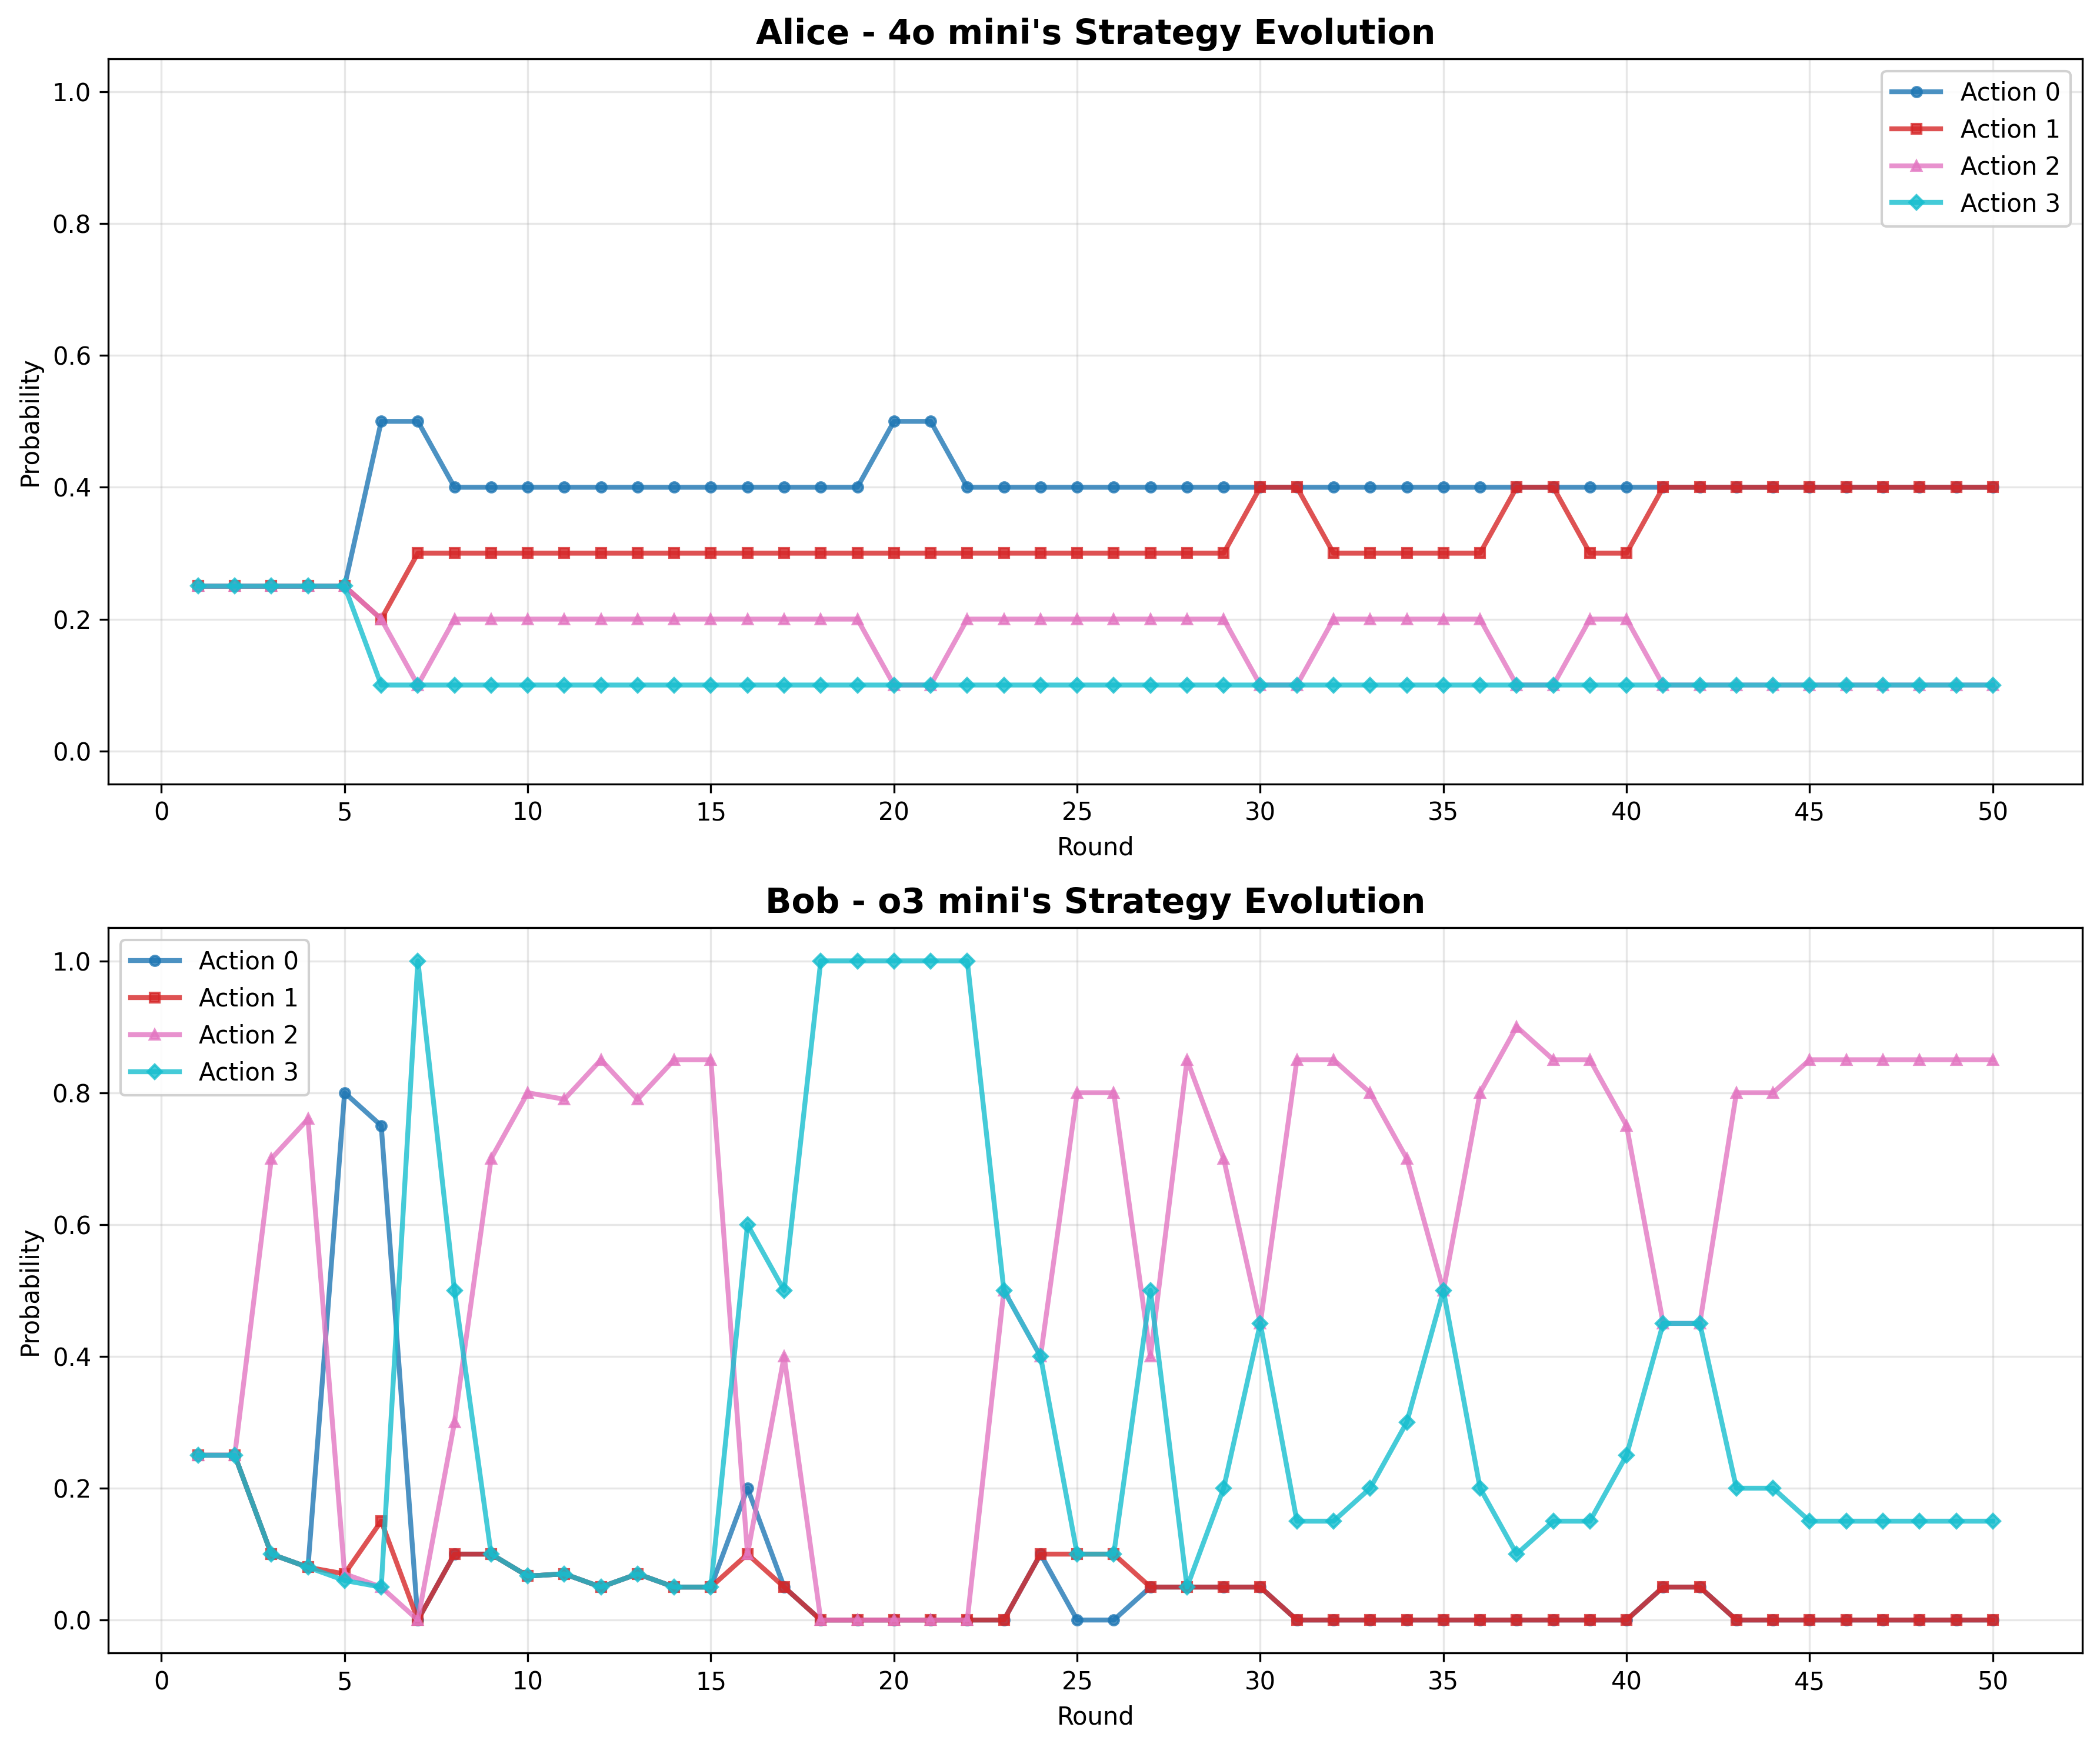 Alice - 4o mini's Strategy Evolution
1.0
0.8
0.6
0.4
0.2
0.0
Probability
Action 0
Action 1
Action 2
Action 3
0 5 10 15 20 25 30 35 40 45 50
Round
Bob - o3 mini's Strategy Evolution
1.0
0.8
0.6
0.4
0.2
0.0
Probability
Action 0
Action 1
Action 2
Action 3
0 5 10 15 20 25 30 35 40 45 50
Round